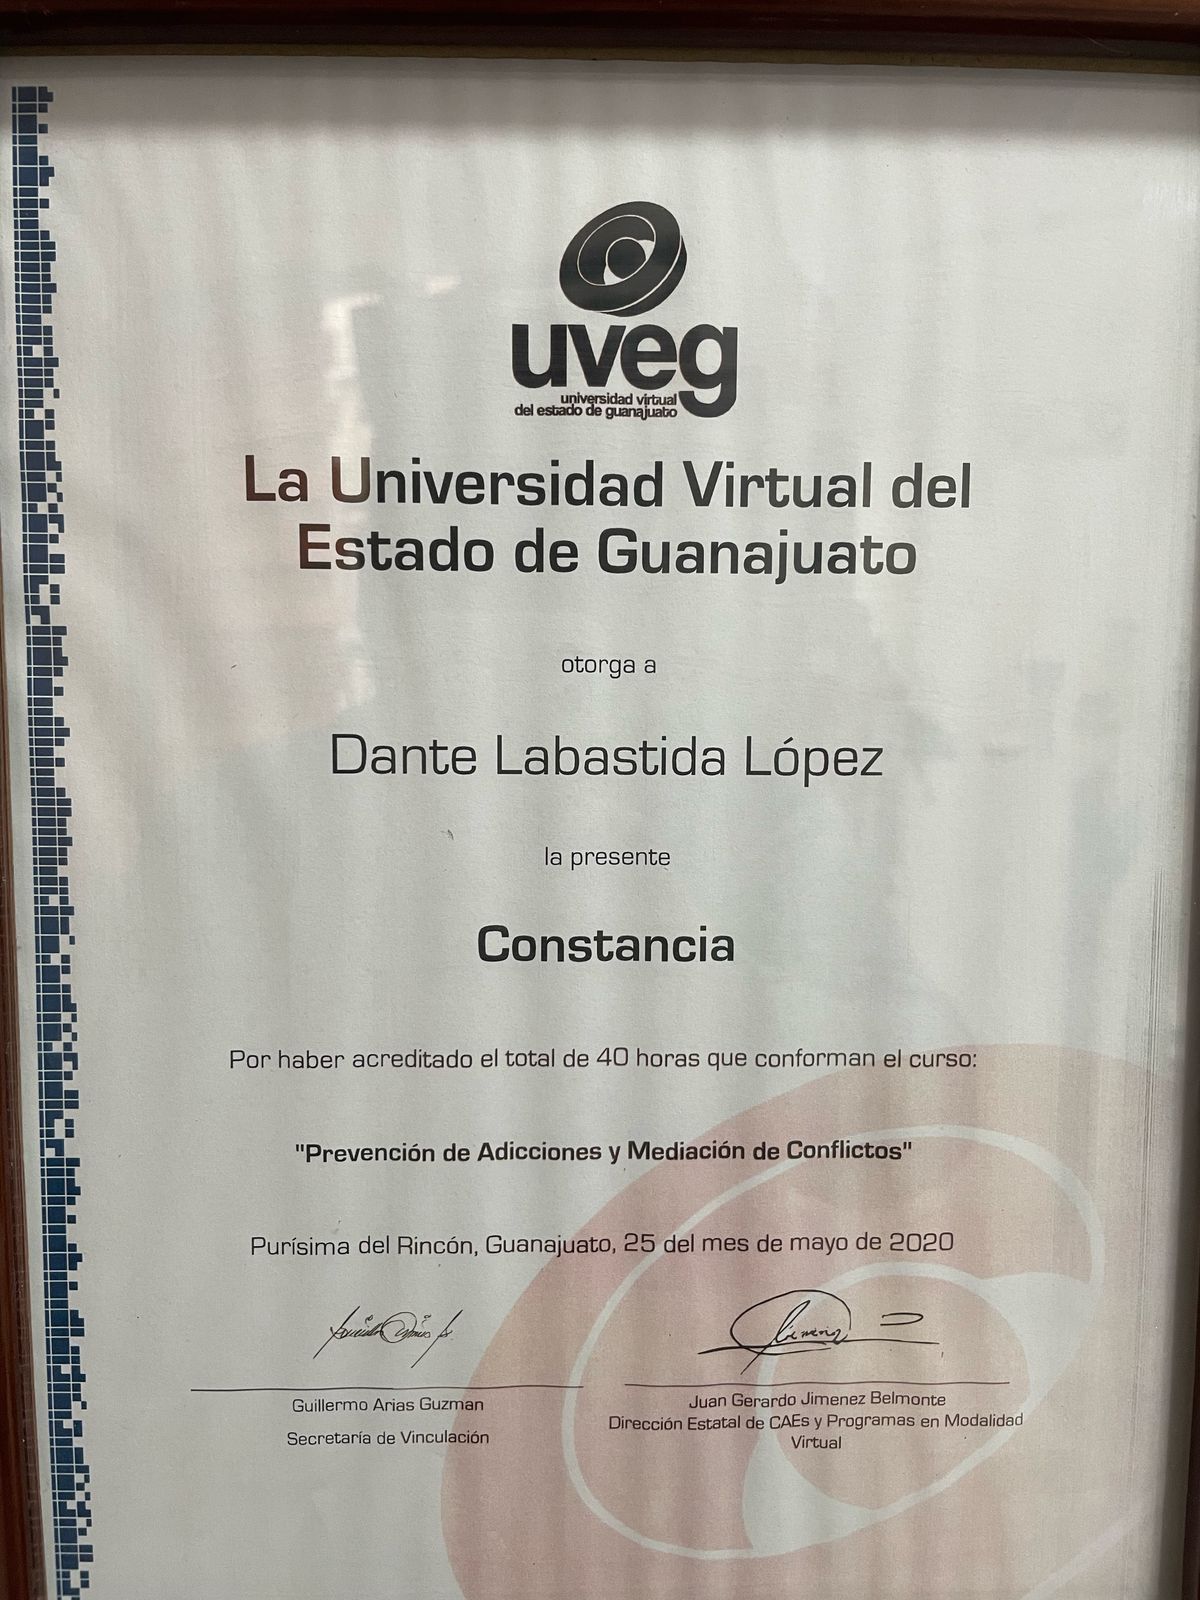 uveg
universidad virtual
del estado de guanajuato
La Universidad Virtual del
Estado de Guanajuato
otorga a
Dante Labastida López
la presente
Constancia
Por haber acreditado el total de 40 horas que conforman el curso:
"Prevención de Adicciones y Mediación de Conflictos"
Purísima del Rincón, Guanajuato, 25 del mes de mayo de 2020
Guillermo Arias Guzman
Secretaría de Vinculación
Juan Gerardo Jimenez Belmonte
Dirección Estatal de CAEs y Programas en Modalidad
Virtual